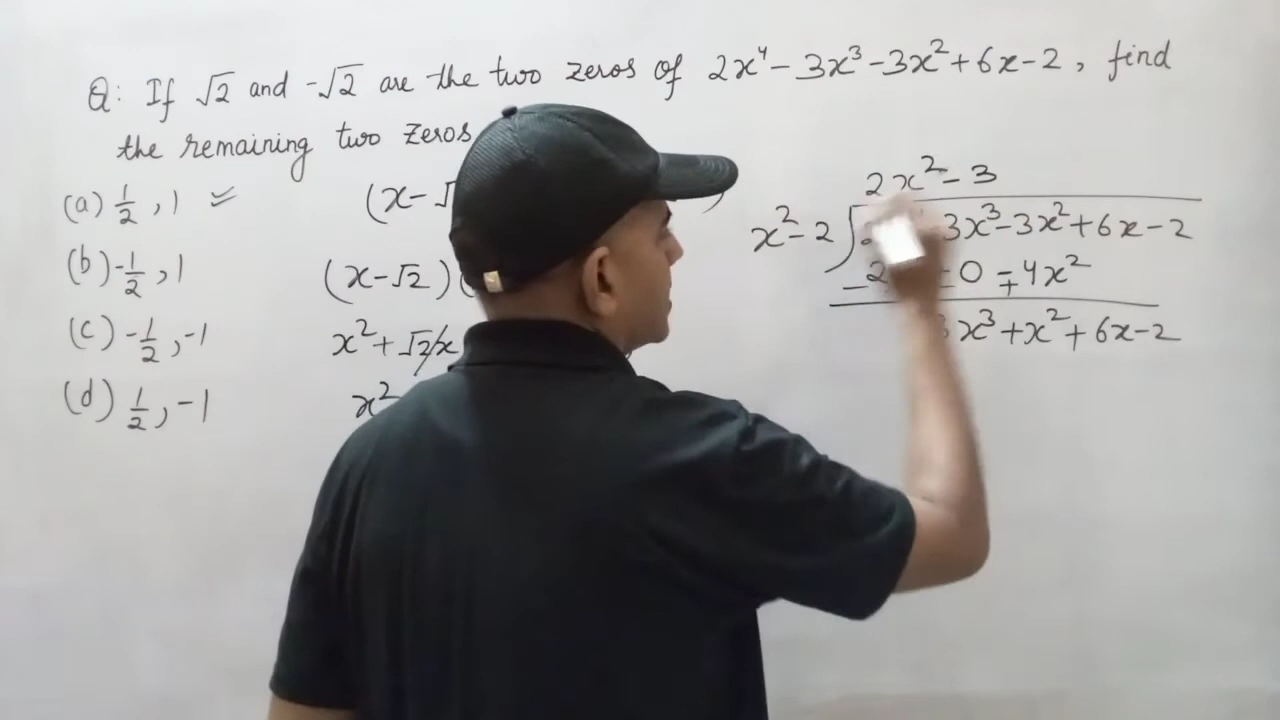 Q: If √2 and -√2 are the two zeros of 2x⁴ - 3x³ - 3x² + 6x - 2, find
the remaining two zeros
(a) 1/2, 1
(b) -1/2, 1
(c) -1/2, -1
(d) 1/2, -1
(x-√
(x-√2)(
x² + √2x
x²
2x² - 3
x² - 2 ) 3x³ - 3x² + 6x - 2
- 2 0 ∓ 4x²
3x³ + x² + 6x - 2